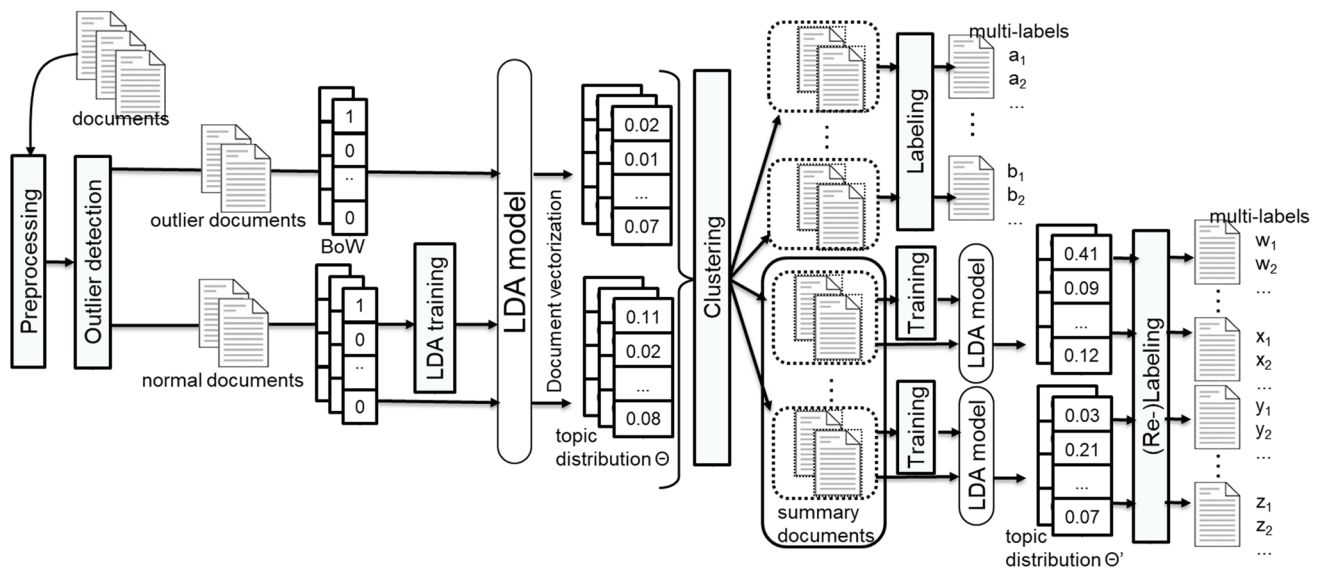 documents
Preprocessing
Outlier detection
outlier documents
1
0
..
0
BoW
normal documents
1
0
..
0
LDA training
LDA model
Document vectorization
0.02
0.01
...
0.07
0.11
0.02
...
0.08
topic
distribution Θ
Clustering
summary
documents
Labeling
multi-labels
a1
a2
...
b1
b2
...
Training
LDA model
Training
LDA model
0.41
0.09
...
0.12
0.03
0.21
...
0.07
topic
distribution Θ’
(Re-)Labeling
multi-labels
w1
w2
...
x1
x2
...
y1
y2
...
z1
z2
...